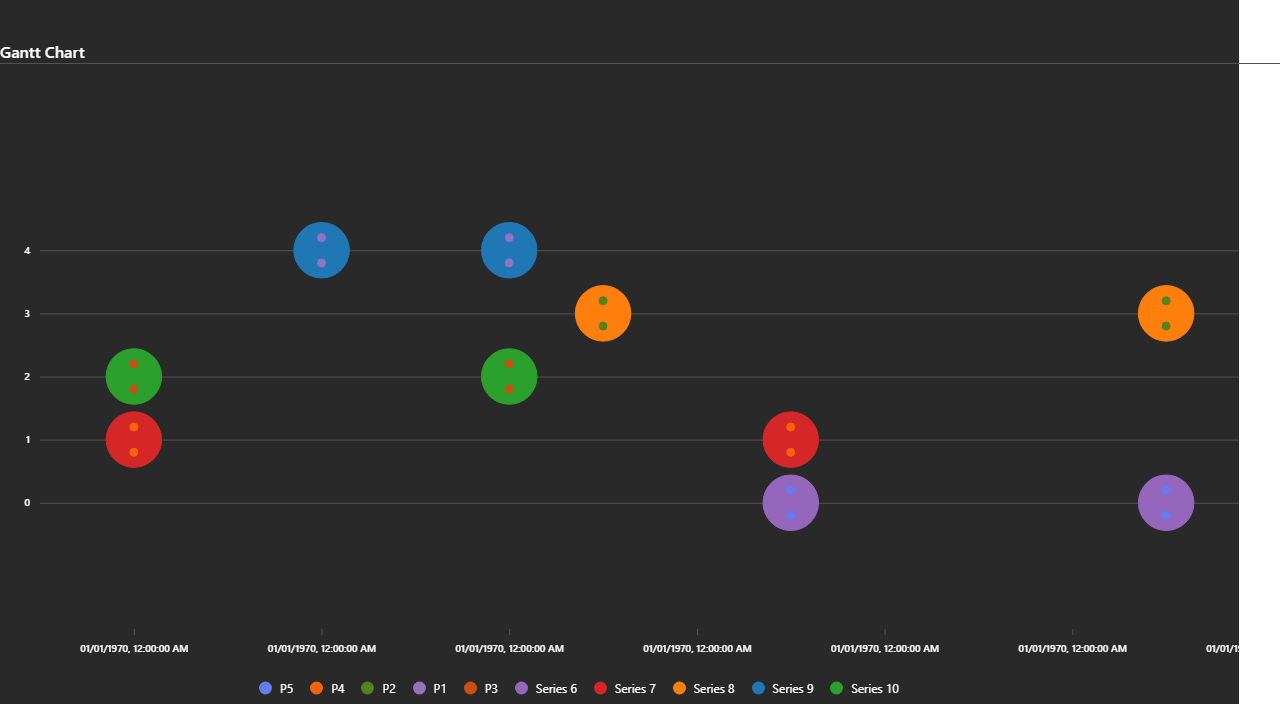 Gantt Chart
4
3
2
1
0
01/01/1970, 12:00:00 AM 01/01/1970, 12:00:00 AM 01/01/1970, 12:00:00 AM 01/01/1970, 12:00:00 AM 01/01/1970, 12:00:00 AM 01/01/1970, 12:00:00 AM 01/01/19
P5 P4 P2 P1 P3 Series 6 Series 7 Series 8 Series 9 Series 10